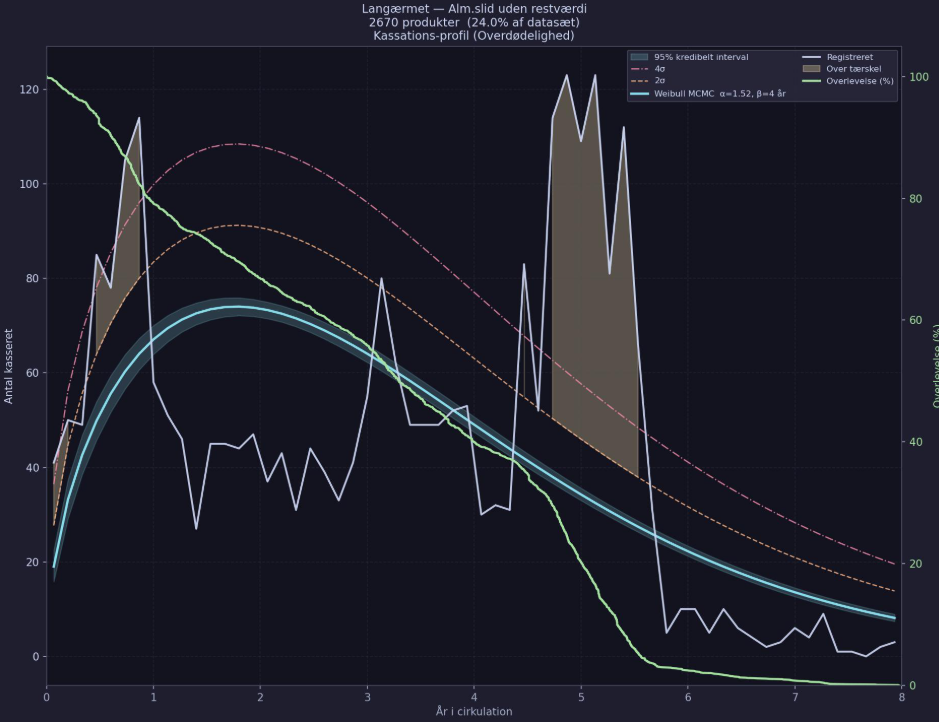 Langærmet — Alm.slid uden restværdi
2670 produkter  (24.0% af datasæt)
Kassations-profil (Overdødelighed)
95% kredibelt interval
4σ
2σ
Weibull MCMC  α=1.52, β=4 år
Registreret
Over tærskel
Overlevelse (%)
Antal kasseret
120
100
80
60
40
20
0
100
80
60
40
20
0
Overlevelse (%)
0 1 2 3 4 5 6 7 8
År i cirkulation